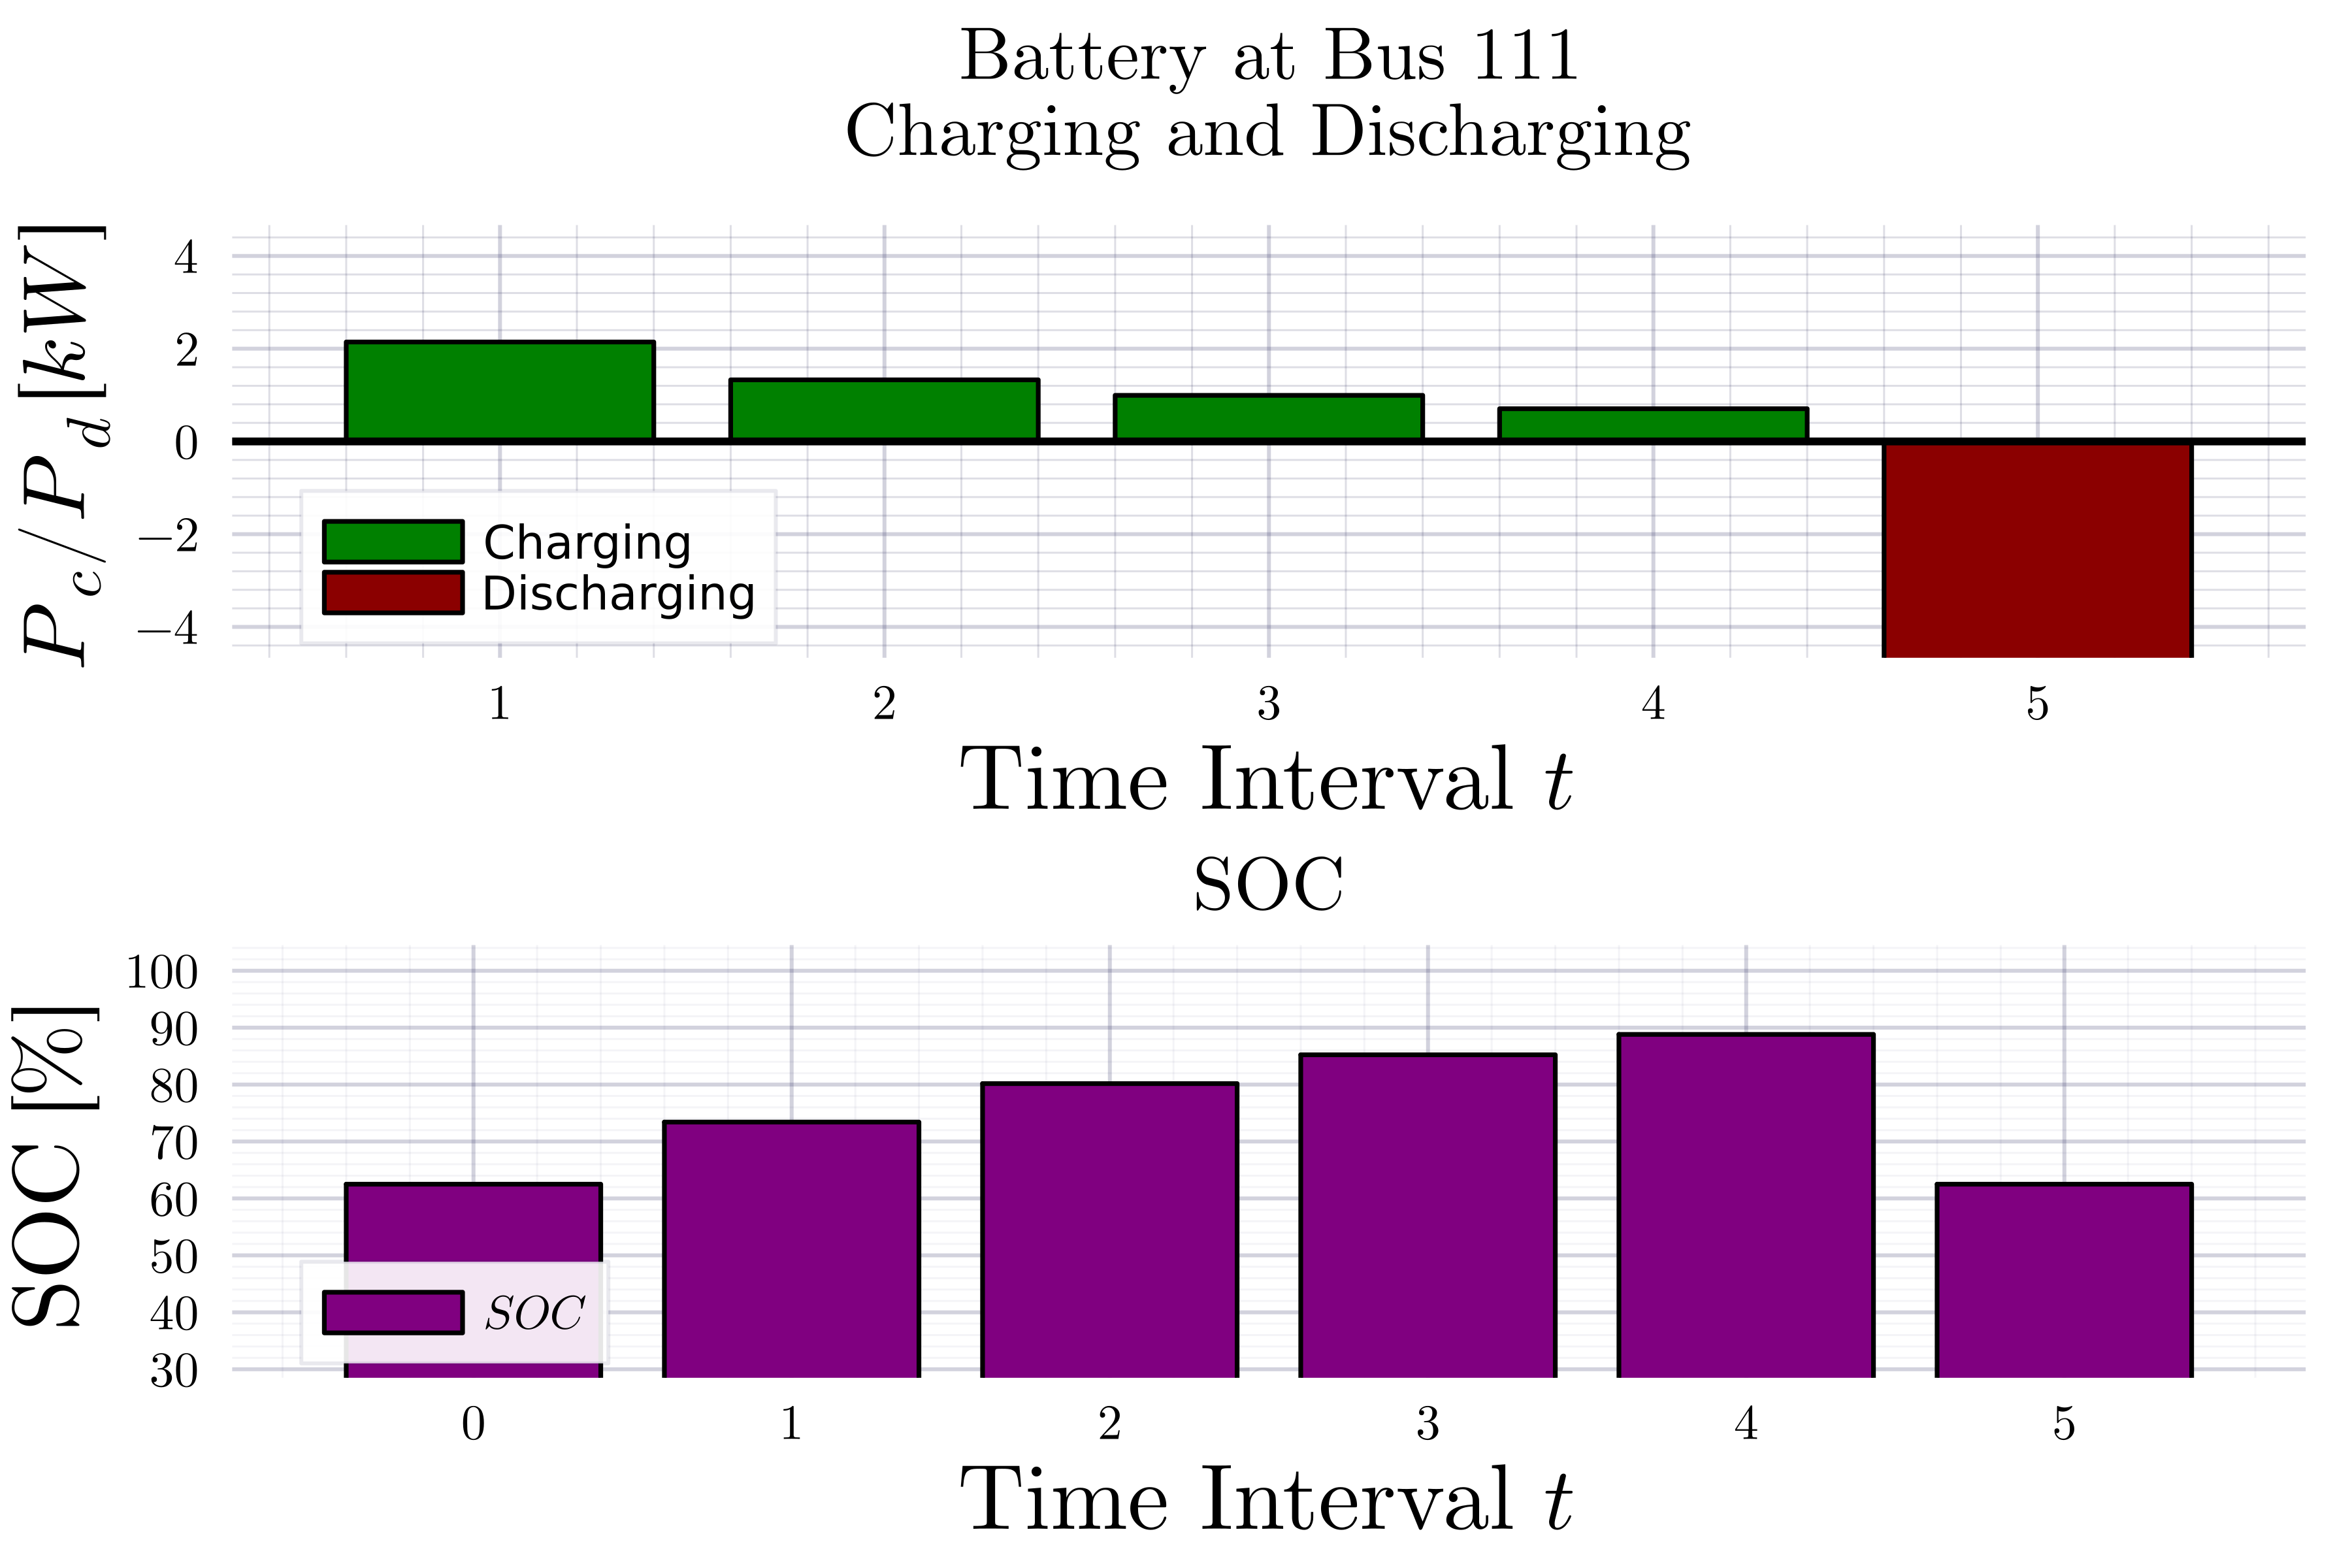 Battery at Bus 111
Charging and Discharging
P_c/P_d [kW]
4
2
0
−2
−4
Charging
Discharging
1 2 3 4 5
Time Interval t
SOC
SOC [%]
100
90
80
70
60
50
40
30
SOC
0 1 2 3 4 5
Time Interval t